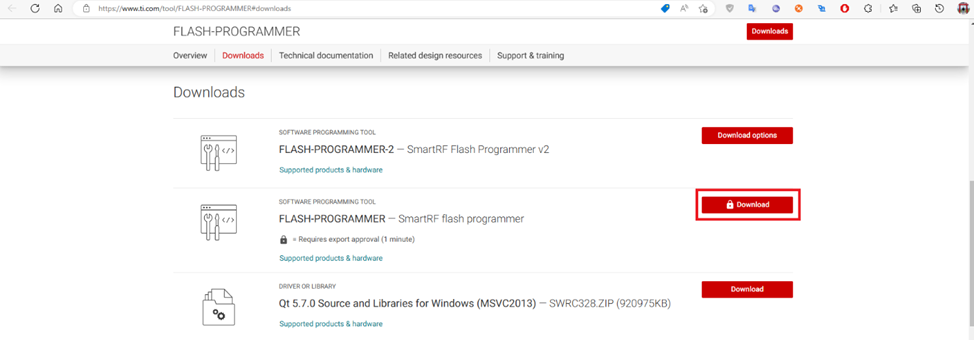 https://www.ti.com/tool/FLASH-PROGRAMMER#downloads
FLASH-PROGRAMMER
Downloads
Overview
Downloads
Technical documentation
Related design resources
Support & training
Downloads
SOFTWARE PROGRAMMING TOOL
FLASH-PROGRAMMER-2 — SmartRF Flash Programmer v2
Download options
Supported products & hardware
SOFTWARE PROGRAMMING TOOL
FLASH-PROGRAMMER — SmartRF flash programmer
Download
= Requires export approval (1 minute)
Supported products & hardware
DRIVER OR LIBRARY
Qt 5.7.0 Source and Libraries for Windows (MSVC2013) — SWRC328.ZIP (920975KB)
Download
Supported products & hardware